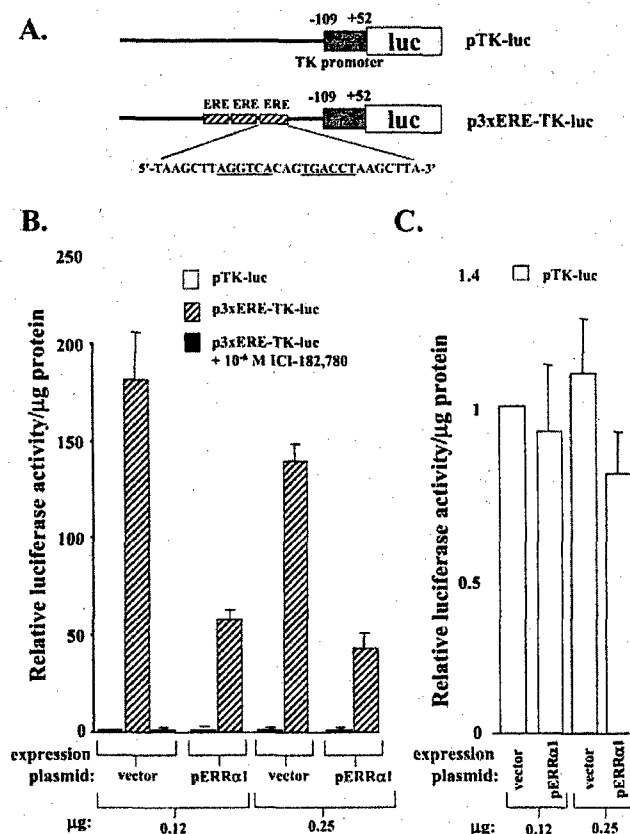 A.
-109 +52
luc
pTK-luc
TK promoter
ERE ERE ERE
-109 +52
luc
p3xERE-TK-luc
5'-TAAGCTTAGGTCACAGTGACCTAAGCTTA-3'
B.
250
200
150
100
50
0
Relative luciferase activity/µg protein
pTK-luc
p3xERE-TK-luc
p3xERE-TK-luc
+ 10⁻⁶ M ICI-182,780
expression
plasmid:
vector
pERRα1
vector
pERRα1
µg:
0.12
0.25
C.
1.4
1
0.5
0
Relative luciferase activity/µg protein
pTK-luc
expression
plasmid:
vector
pERRα1
vector
pERRα1
µg:
0.12
0.25